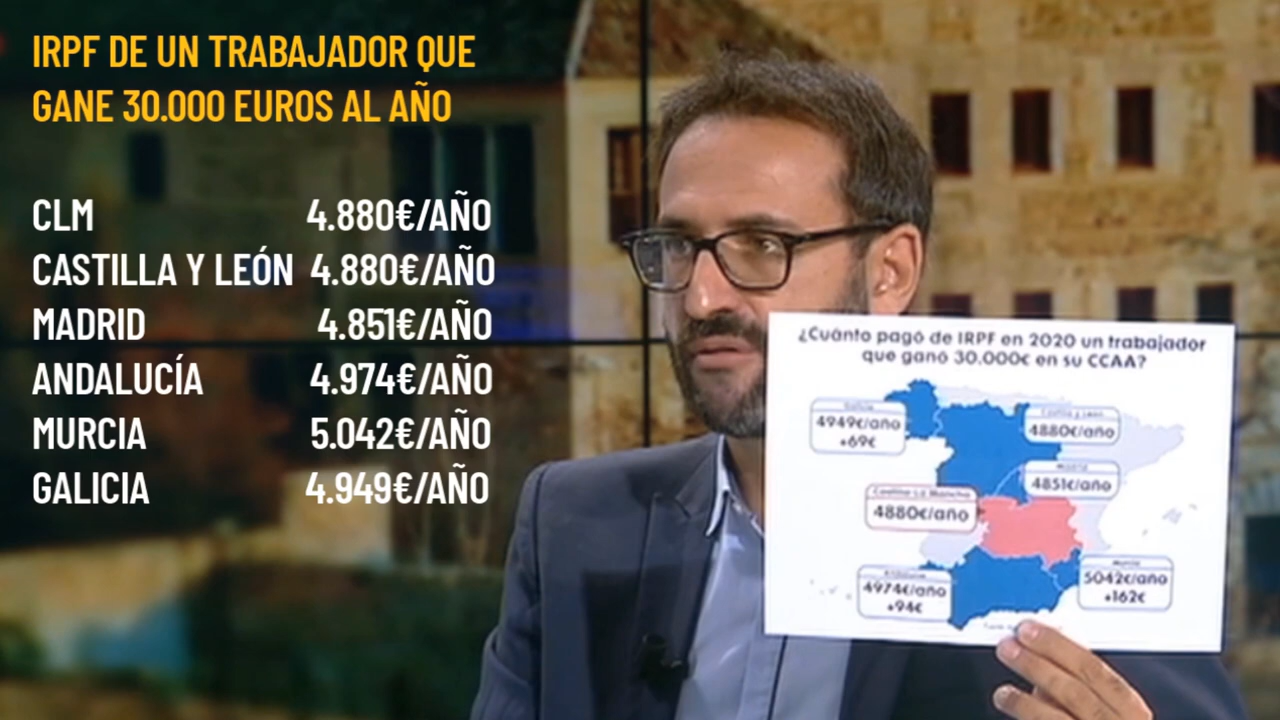 IRPF DE UN TRABAJADOR QUE
GANE 30.000 EUROS AL AÑO
CLM 4.880€/AÑO
CASTILLA Y LEÓN 4.880€/AÑO
MADRID 4.851€/AÑO
ANDALUCÍA 4.974€/AÑO
MURCIA 5.042€/AÑO
GALICIA 4.949€/AÑO
¿Cuánto pagó de IRPF en 2020 un trabajador
que ganó 30.000€ en su CCAA?
Galicia
4949€/año
+69€
Castilla y León
4880€/año
Madrid
4851€/año
Castilla-La Mancha
4880€/año
Andalucía
4974€/año
+94€
Murcia
5042€/año
+162€